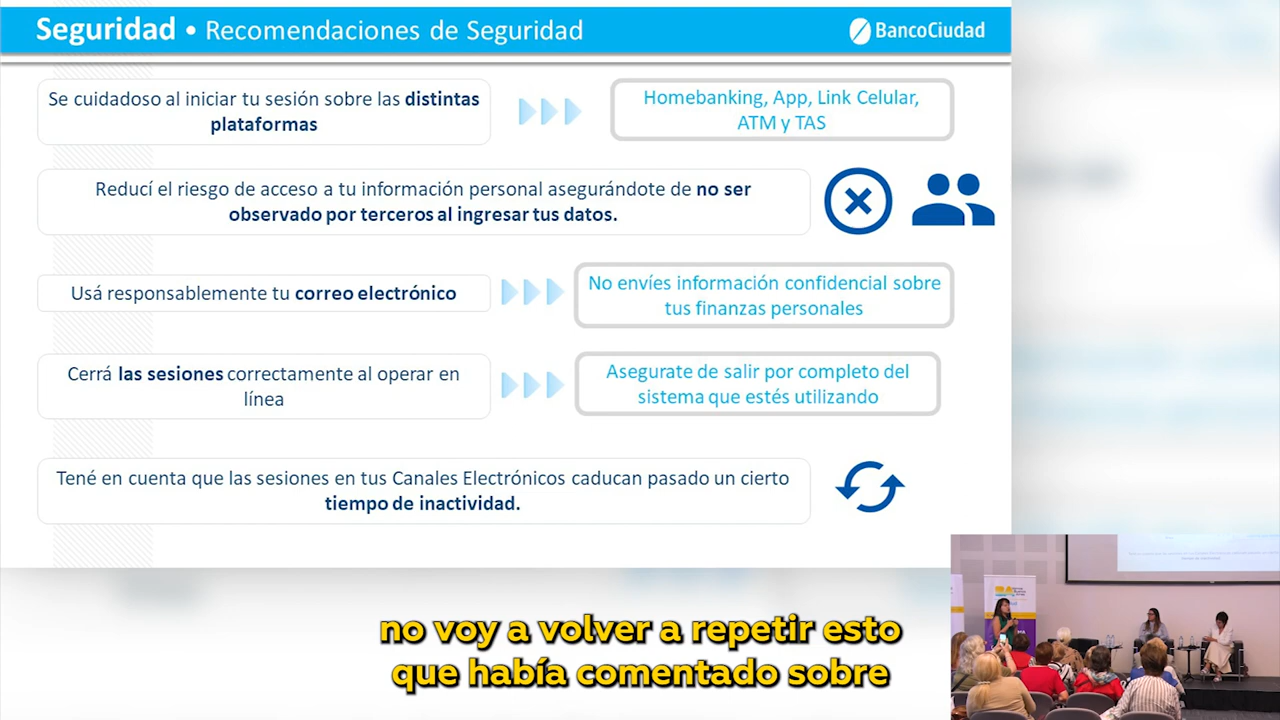 Seguridad • Recomendaciones de Seguridad
BancoCiudad
Se cuidadoso al iniciar tu sesión sobre las distintas
plataformas
Homebanking, App, Link Celular,
ATM y TAS
Reducí el riesgo de acceso a tu información personal asegurándote de no ser
observado por terceros al ingresar tus datos.
Usá responsablemente tu correo electrónico
No envíes información confidencial sobre
tus finanzas personales
Cerrá las sesiones correctamente al operar en
línea
Asegurate de salir por completo del
sistema que estés utilizando
Tené en cuenta que las sesiones en tus Canales Electrónicos caducan pasado un cierto
tiempo de inactividad.
no voy a volver a repetir esto
que había comentado sobre